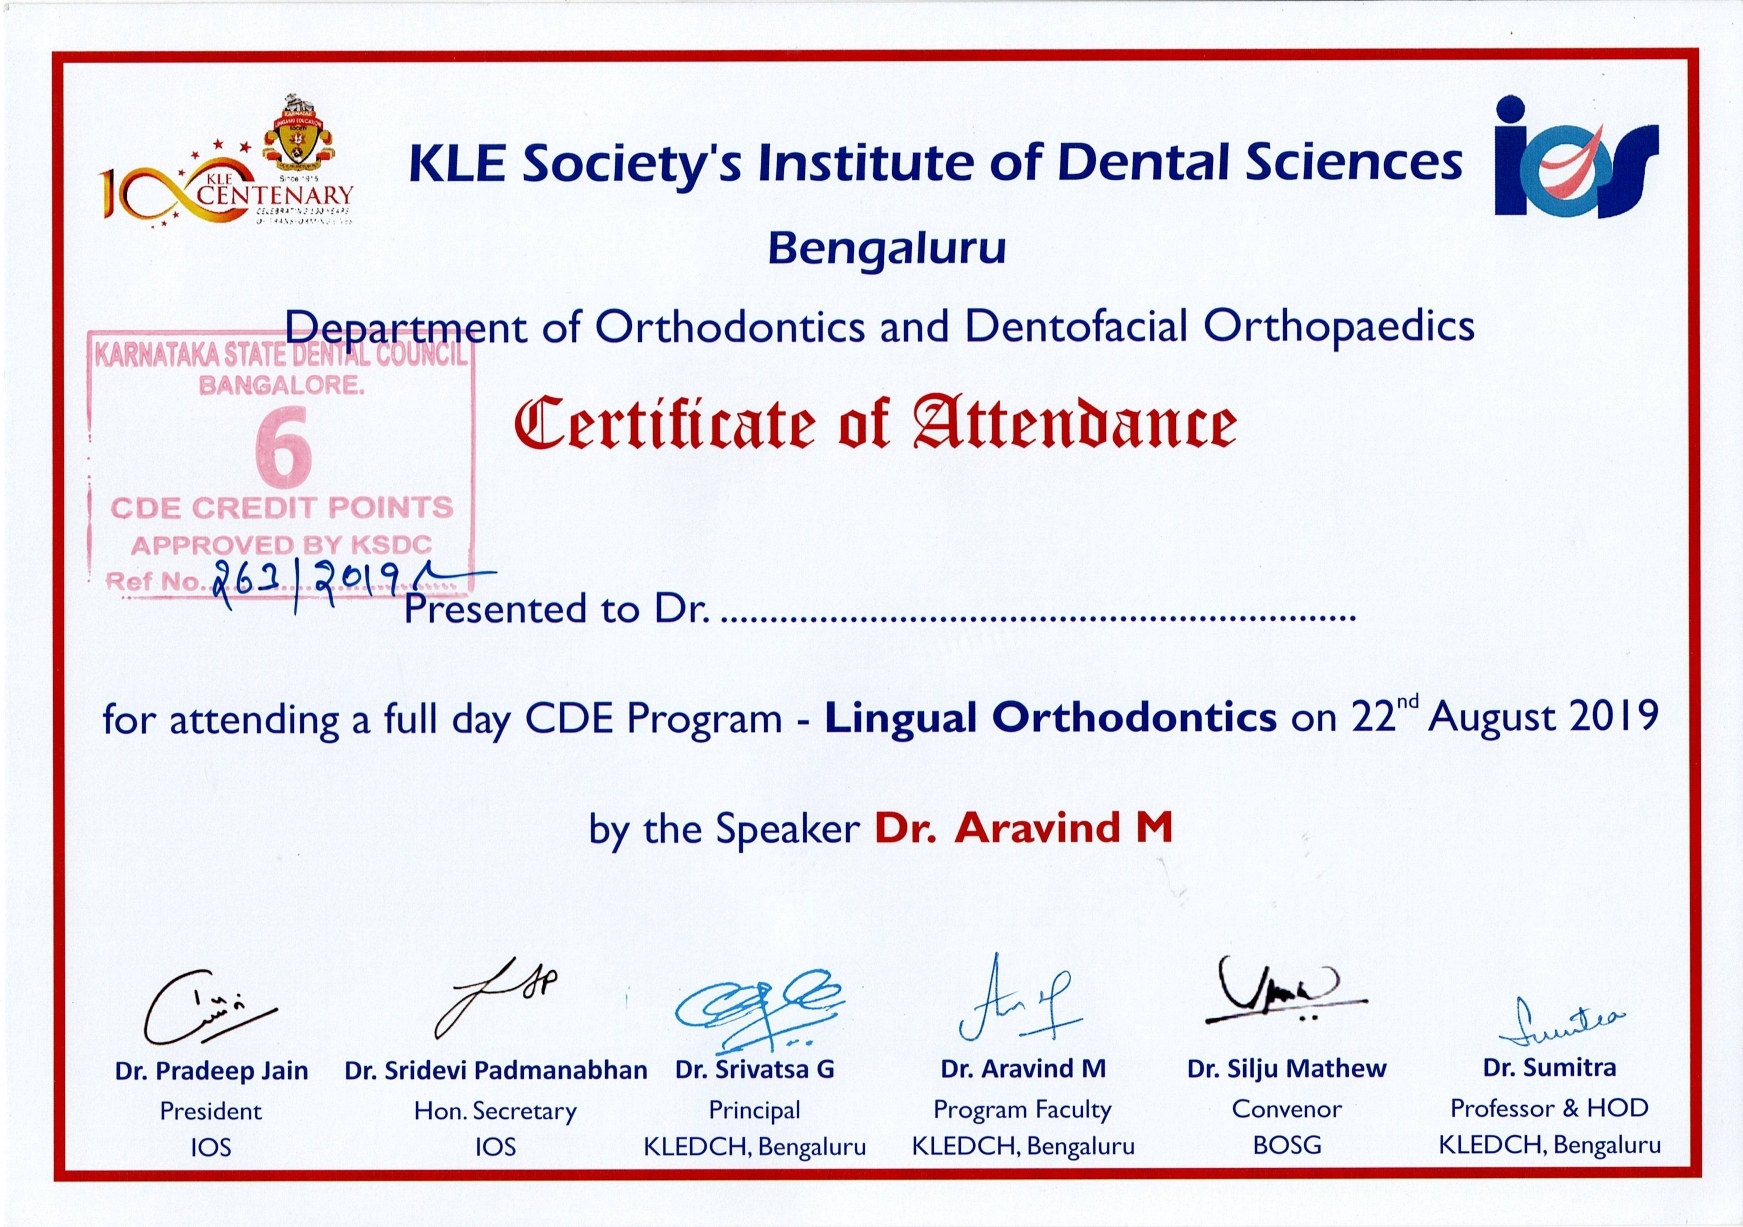 KLE
CENTENARY
KLE Society's Institute of Dental Sciences
ios
Bengaluru
Department of Orthodontics and Dentofacial Orthopaedics
KARNATAKA STATE DENTAL COUNCIL
BANGALORE.
6
CDE CREDIT POINTS
APPROVED BY KSDC
Ref No. 263/2019
Certificate of Attendance
Presented to Dr. ................................................................
for attending a full day CDE Program - Lingual Orthodontics on 22nd August 2019
by the Speaker Dr. Aravind M
Sumitra
Dr. Pradeep Jain Dr. Sridevi Padmanabhan Dr. Srivatsa G Dr. Aravind M Dr. Silju Mathew Dr. Sumitra
President Hon. Secretary Principal Program Faculty Convenor Professor & HOD
IOS IOS KLEDCH, Bengaluru KLEDCH, Bengaluru BOSG KLEDCH, Bengaluru